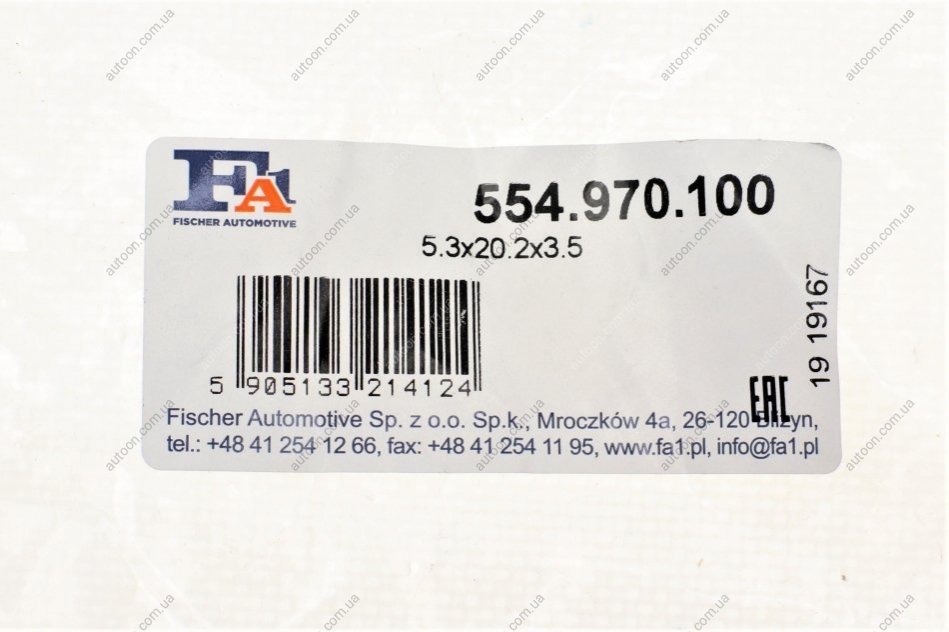 FA1
FISCHER AUTOMOTIVE
554.970.100
5.3x20.2x3.5
5 905133 214124
19 19167
EAC
Fischer Automotive Sp. z o.o. Sp.k., Mroczków 4a, 26-120 Bliżyn,
tel.: +48 41 254 12 66, fax: +48 41 254 11 95, www.fa1.pl, info@fa1.pl
autoon.com.ua